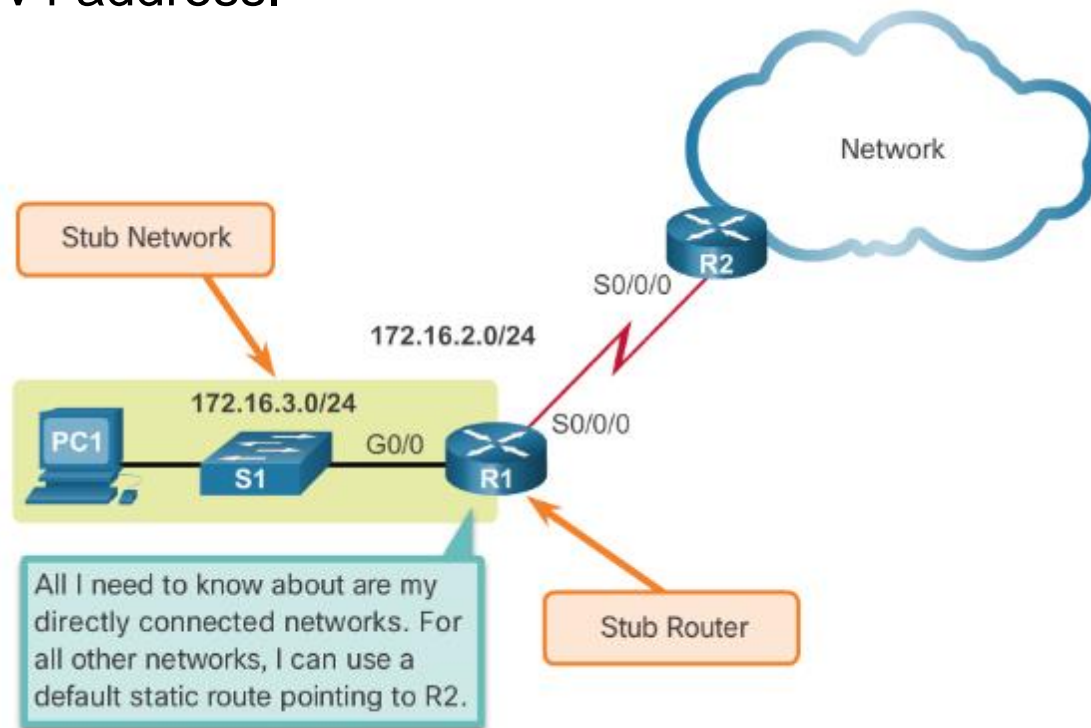 address.
Network
Stub Network
R2
S0/0/0
172.16.2.0/24
172.16.3.0/24
S0/0/0
PC1
G0/0
S1
R1
All I need to know about are my
directly connected networks. For
all other networks, I can use a
default static route pointing to R2.
Stub Router